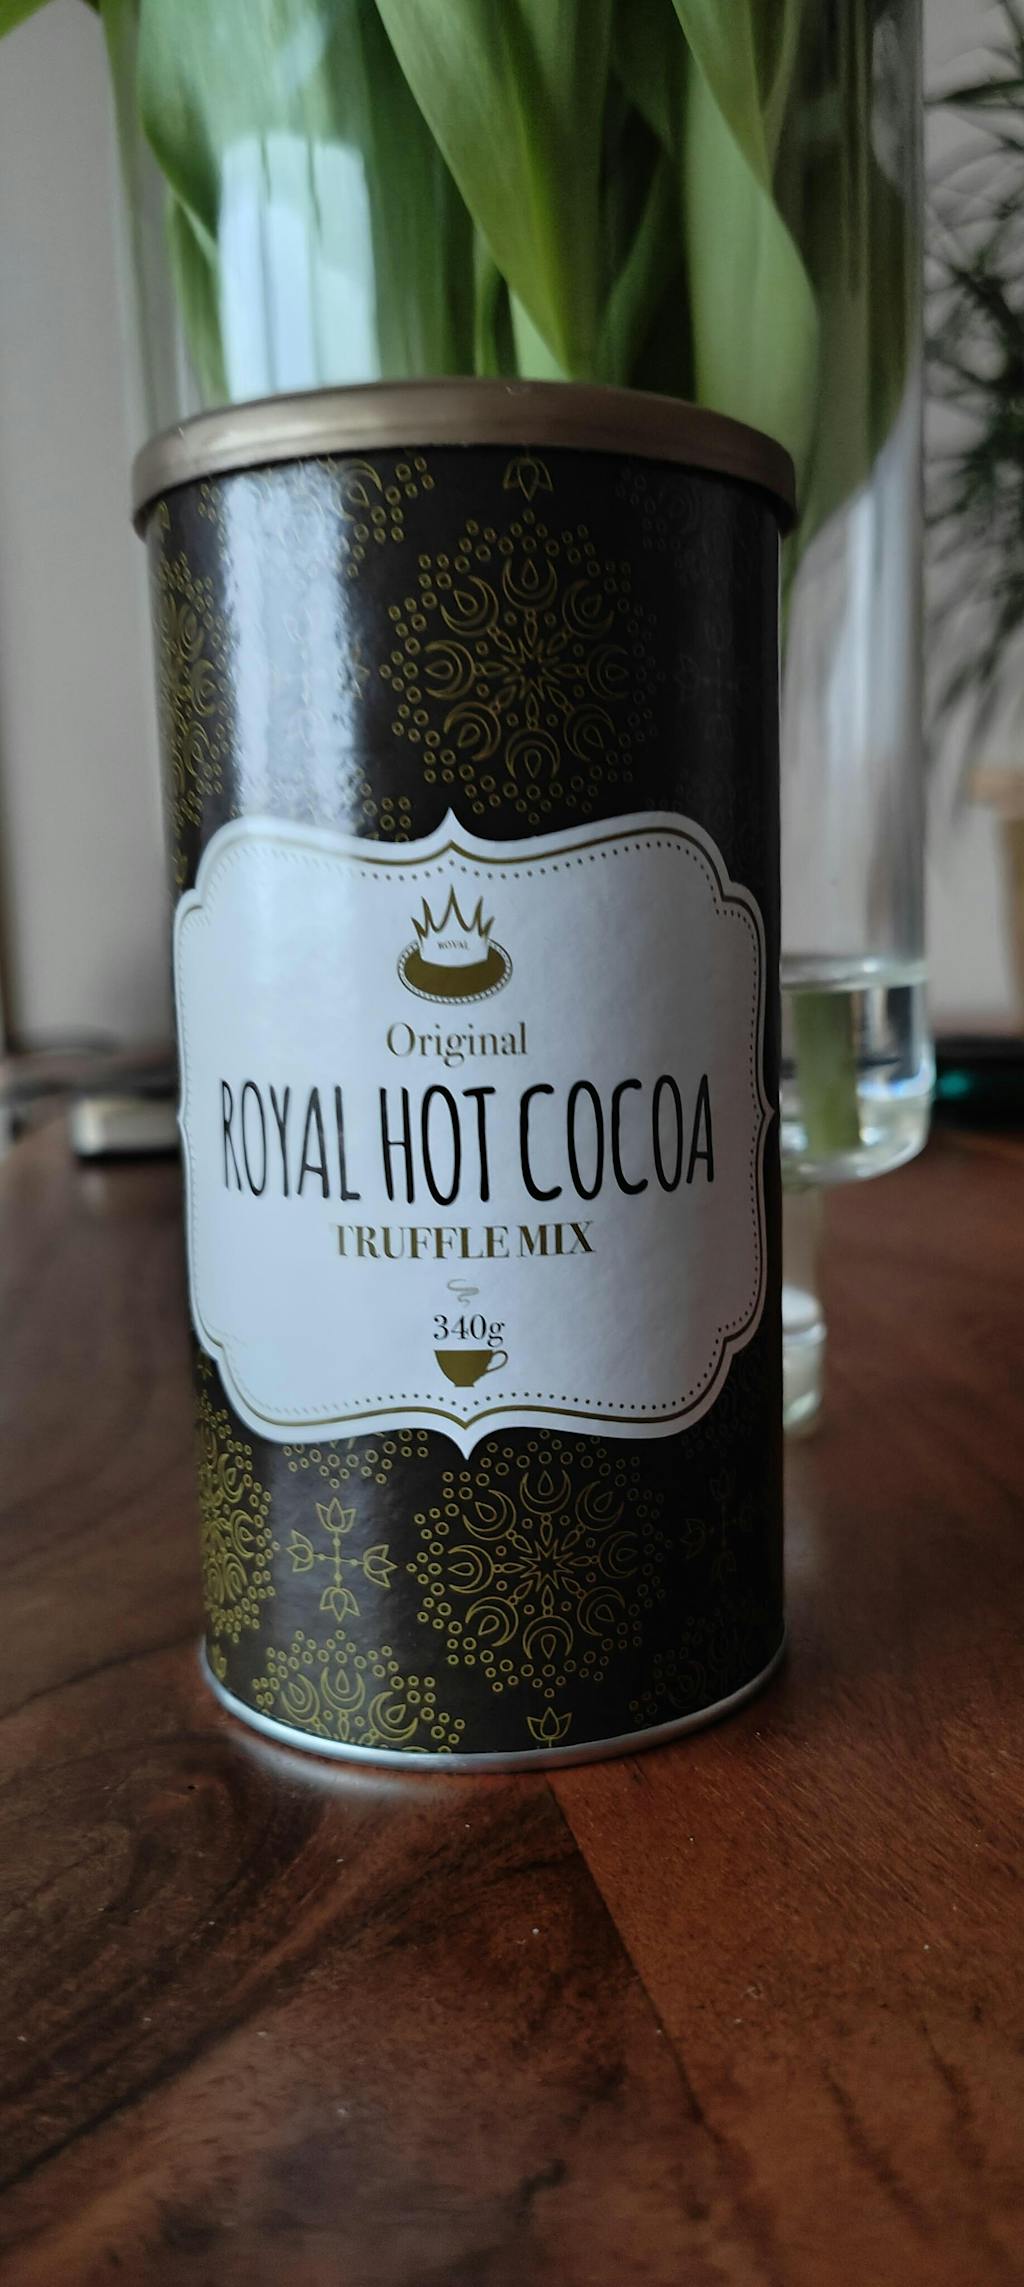 ROYAL
Original
ROYAL HOT COCOA
TRUFFLE MIX
340g